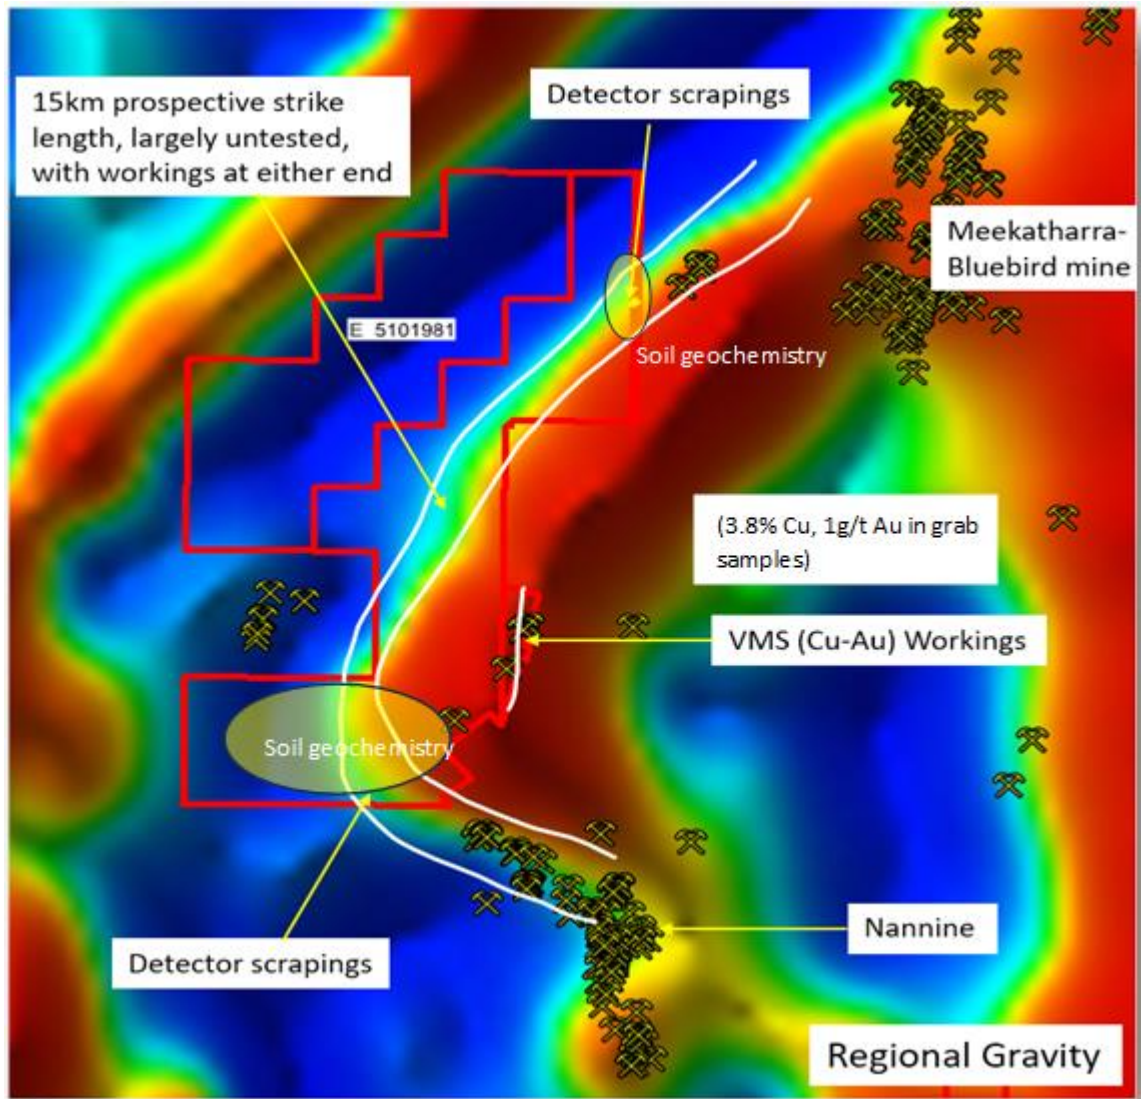 15km prospective strike
length, largely untested,
with workings at either end
Detector scrapings
Meekatharra-
Bluebird mine
E 5101981
Soil geochemistry
(3.8% Cu, 1g/t Au in grab
samples)
VMS (Cu-Au) Workings
Soil geochemistry
Nannine
Detector scrapings
Regional Gravity